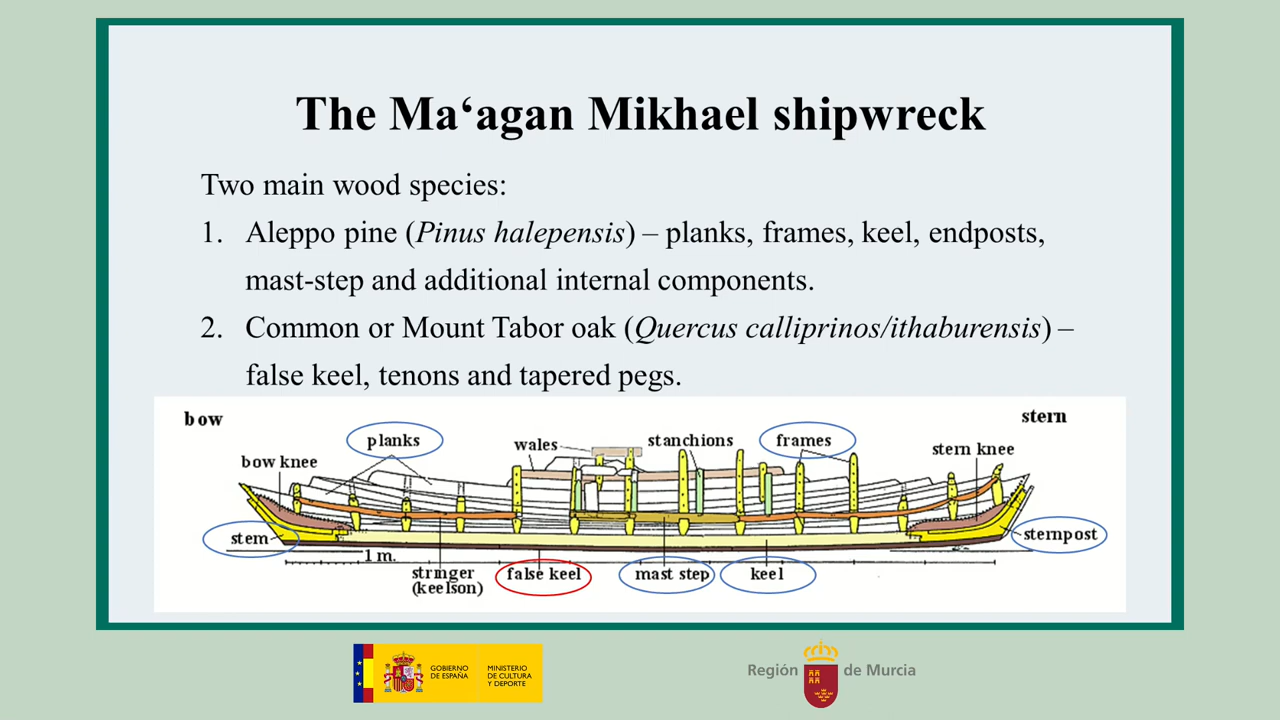 The Ma‘agan Mikhael shipwreck
Two main wood species:
1. Aleppo pine (Pinus halepensis) – planks, frames, keel, endposts,
mast-step and additional internal components.
2. Common or Mount Tabor oak (Quercus calliprinos/ithaburensis) –
false keel, tenons and tapered pegs.
bow
stern
planks
wales
stanchions
frames
bow knee
stern knee
stem
sternpost
1 m.
stringer
(keelson)
false keel
mast step
keel
GOBIERNO
DE ESPAÑA
MINISTERIO
DE CULTURA
Y DEPORTE
Región de Murcia